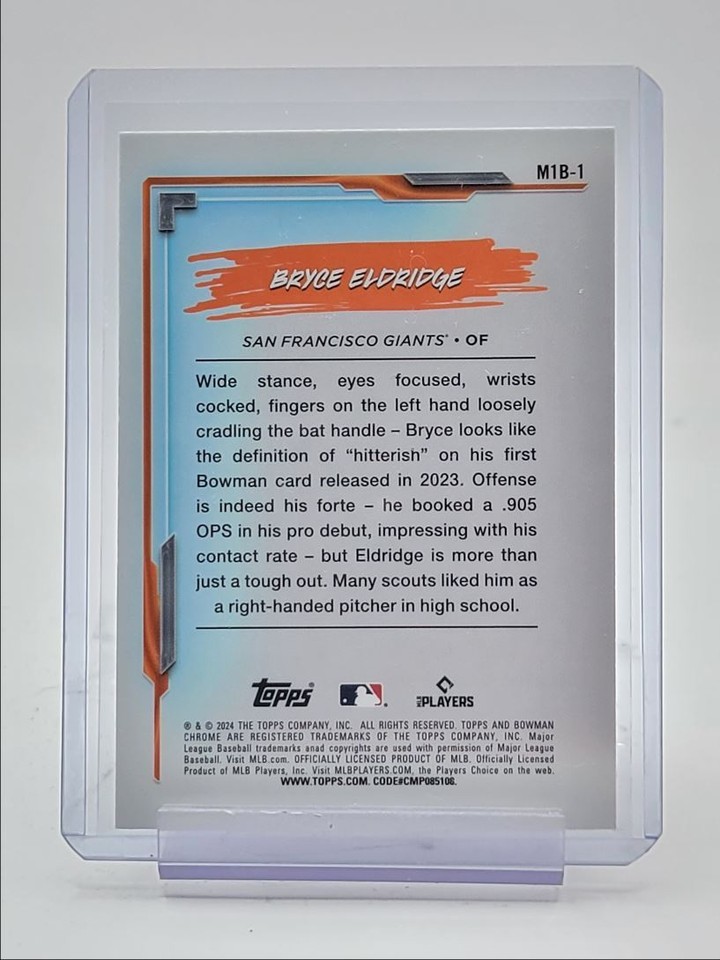 M1B-1
BRYCE ELDRIDGE
SAN FRANCISCO GIANTS® • OF
Wide stance, eyes focused, wrists
cocked, fingers on the left hand loosely
cradling the bat handle – Bryce looks like
the definition of “hitterish” on his first
Bowman card released in 2023. Offense
is indeed his forte – he booked a .905
OPS in his pro debut, impressing with his
contact rate – but Eldridge is more than
just a tough out. Many scouts liked him as
a right-handed pitcher in high school.
topps® MLB PLAYERS
® & © 2024 THE TOPPS COMPANY, INC. ALL RIGHTS RESERVED. TOPPS AND BOWMAN
CHROME ARE REGISTERED TRADEMARKS OF THE TOPPS COMPANY, INC. Major
League Baseball trademarks anad copyrights are used with permission of Major League
Baseball. Visit MLB.com. OFFICIALLY LICENSED PRODUCT OF MLB. Officially Licensed
Product of MLB Players, Inc. Visit MLBPLAYERS.COM, the Players Choice on the web.
WWW.TOPPS.COM. CODE#CMP085106.